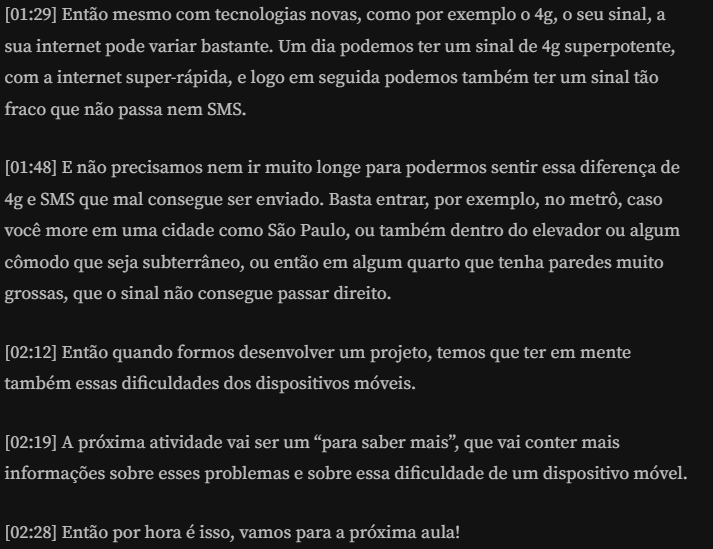 [01:29] Então mesmo com tecnologias novas, como por exemplo o 4g, o seu sinal, a
sua internet pode variar bastante. Um dia podemos ter um sinal de 4g superpotente,
com a internet super-rápida, e logo em seguida podemos também ter um sinal tão
fraco que não passa nem SMS.
[01:48] E não precisamos nem ir muito longe para podermos sentir essa diferença de
4g e SMS que mal consegue ser enviado. Basta entrar, por exemplo, no metrô, caso
você more em uma cidade como São Paulo, ou também dentro do elevador ou algum
cômodo que seja subterrâneo, ou então em algum quarto que tenha paredes muito
grossas, que o sinal não consegue passar direito.
[02:12] Então quando formos desenvolver um projeto, temos que ter em mente
também essas dificuldades dos dispositivos móveis.
[02:19] A próxima atividade vai ser um “para saber mais”, que vai conter mais
informações sobre esses problemas e sobre essa dificuldade de um dispositivo móvel.
[02:28] Então por hora é isso, vamos para a próxima aula!